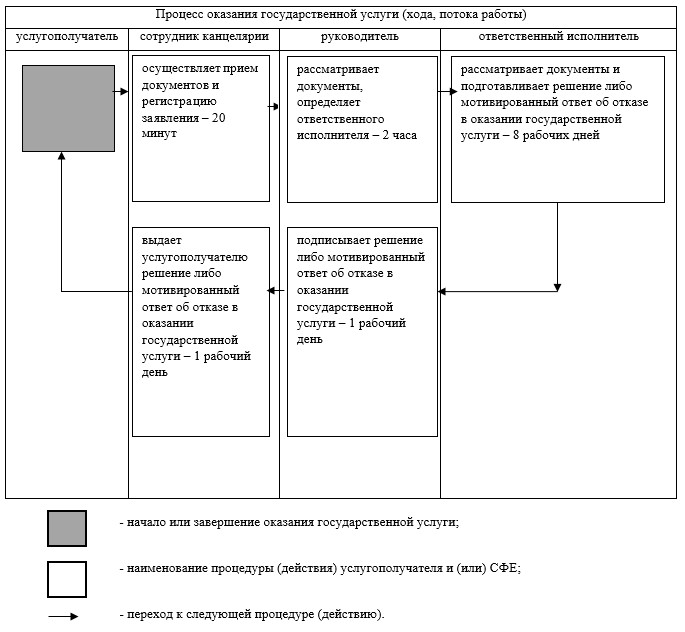 Процесс оказания государственной услуги (хода, потока работы)
услугополучатель
сотрудник канцелярии
руководитель
ответственный исполнитель
осуществляет прием
документов и
регистрацию
заявления – 20
минут
рассматривает
документы,
определяет
ответственного
исполнителя – 2 часа
рассматривает документы и
подготавливает решение либо
мотивированный ответ об отказе
в оказании государственной
услуги – 8 рабочих дней
выдает
услугополучателю
решение либо
мотивированный
ответ об отказе в
оказании
государственной
услуги – 1 рабочий
день
подписывает решение
либо мотивированный
ответ об отказе в
оказании
государственной
услуги – 1 рабочий
день
- начало или завершение оказания государственной услуги;
- наименование процедуры (действия) услугополучателя и (или) СФЕ;
- переход к следующей процедуре (действию).